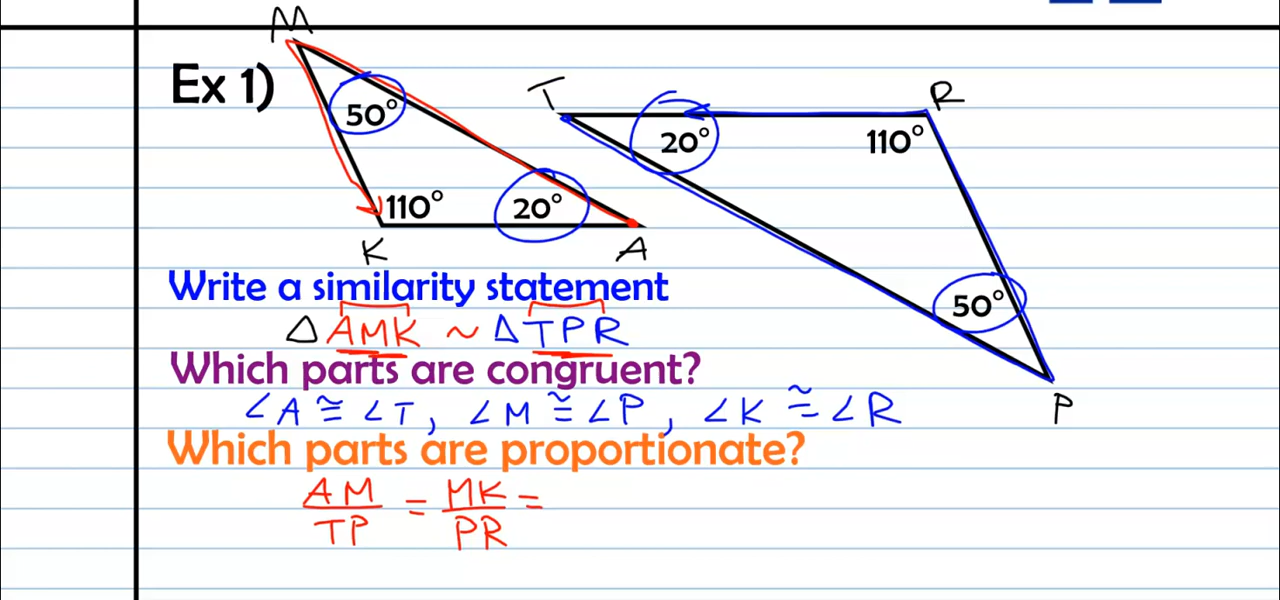 M
Ex 1)
50°
T
R
20°
110°
110°
20°
K
A
50°
P
Write a similarity statement
△ AMK ~ △ TPR
Which parts are congruent?
∠A ≅ ∠T, ∠M ≅ ∠P, ∠K ≅ ∠R
Which parts are proportionate?
AM/TP = MK/PR =